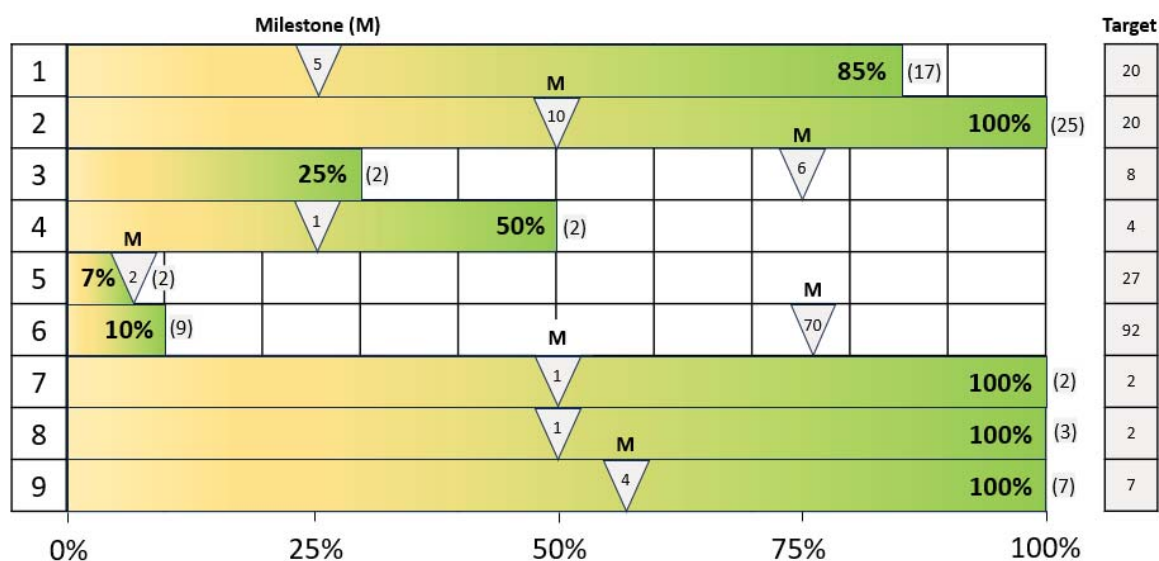 Milestone (M) Target
1 5 85% (17) 20
M
2 10 100% (25) 20
M
3 25% (2) 6 8
4 1 50% (2) 4
M
5 7% 2 (2) 27
M
6 10% (9) 70 92
M
7 1 100% (2) 2
8 1 100% (3) 2
M
9 4 100% (7) 7
0% 25% 50% 75% 100%